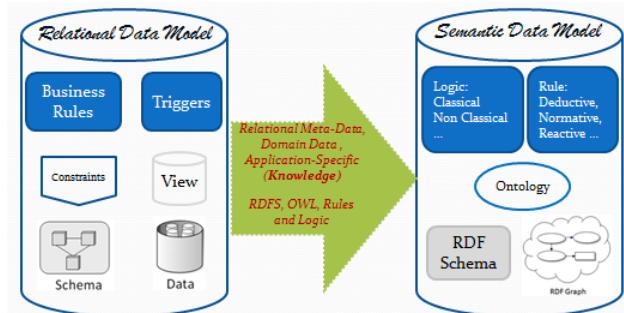 Relational Data Model
Business
Rules
Triggers
Constraints
View
Schema
Data
Relational Meta-Data,
Domain Data ,
Application-Specific
(Knowledge)
RDFS, OWL, Rules
and Logic
Semantic Data Model
Logic:
Classical
Non Classical
...
Rule:
Deductive,
Normative,
Reactive ...
Ontology
RDF
Schema
RDF Graph